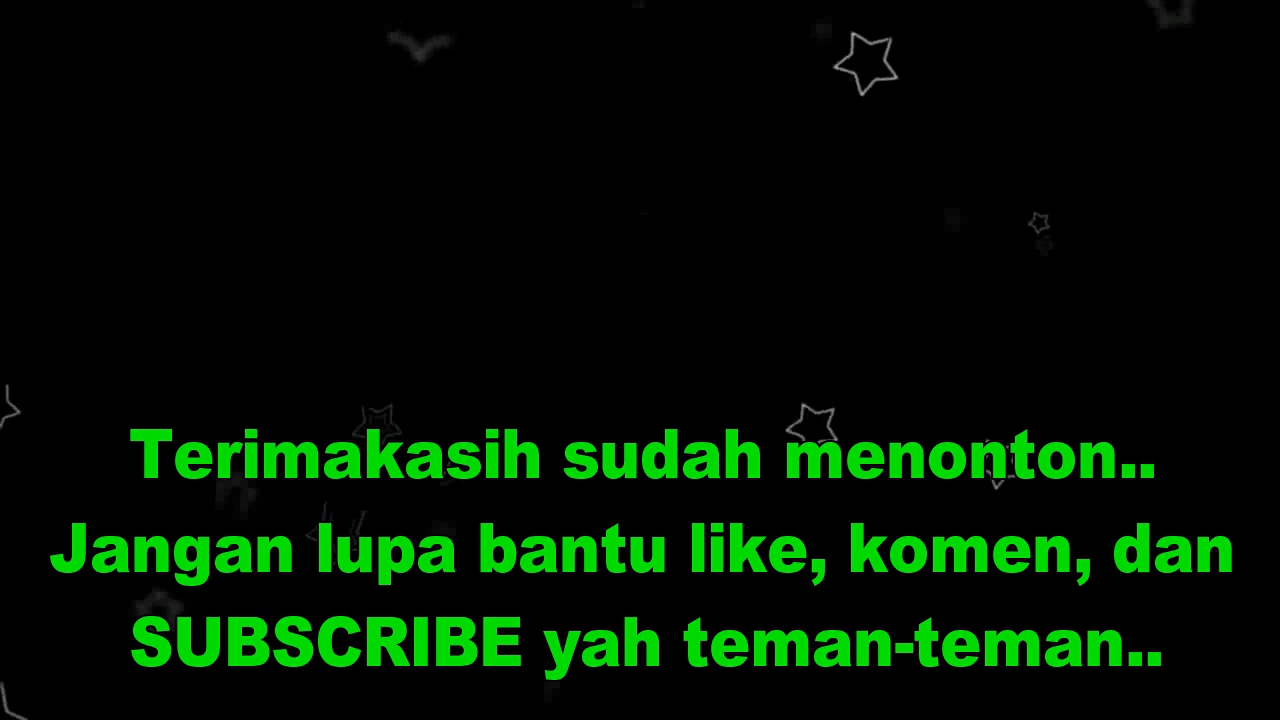 Terimakasih sudah menonton..
Jangan lupa bantu like, komen, dan
SUBSCRIBE yah teman-teman..